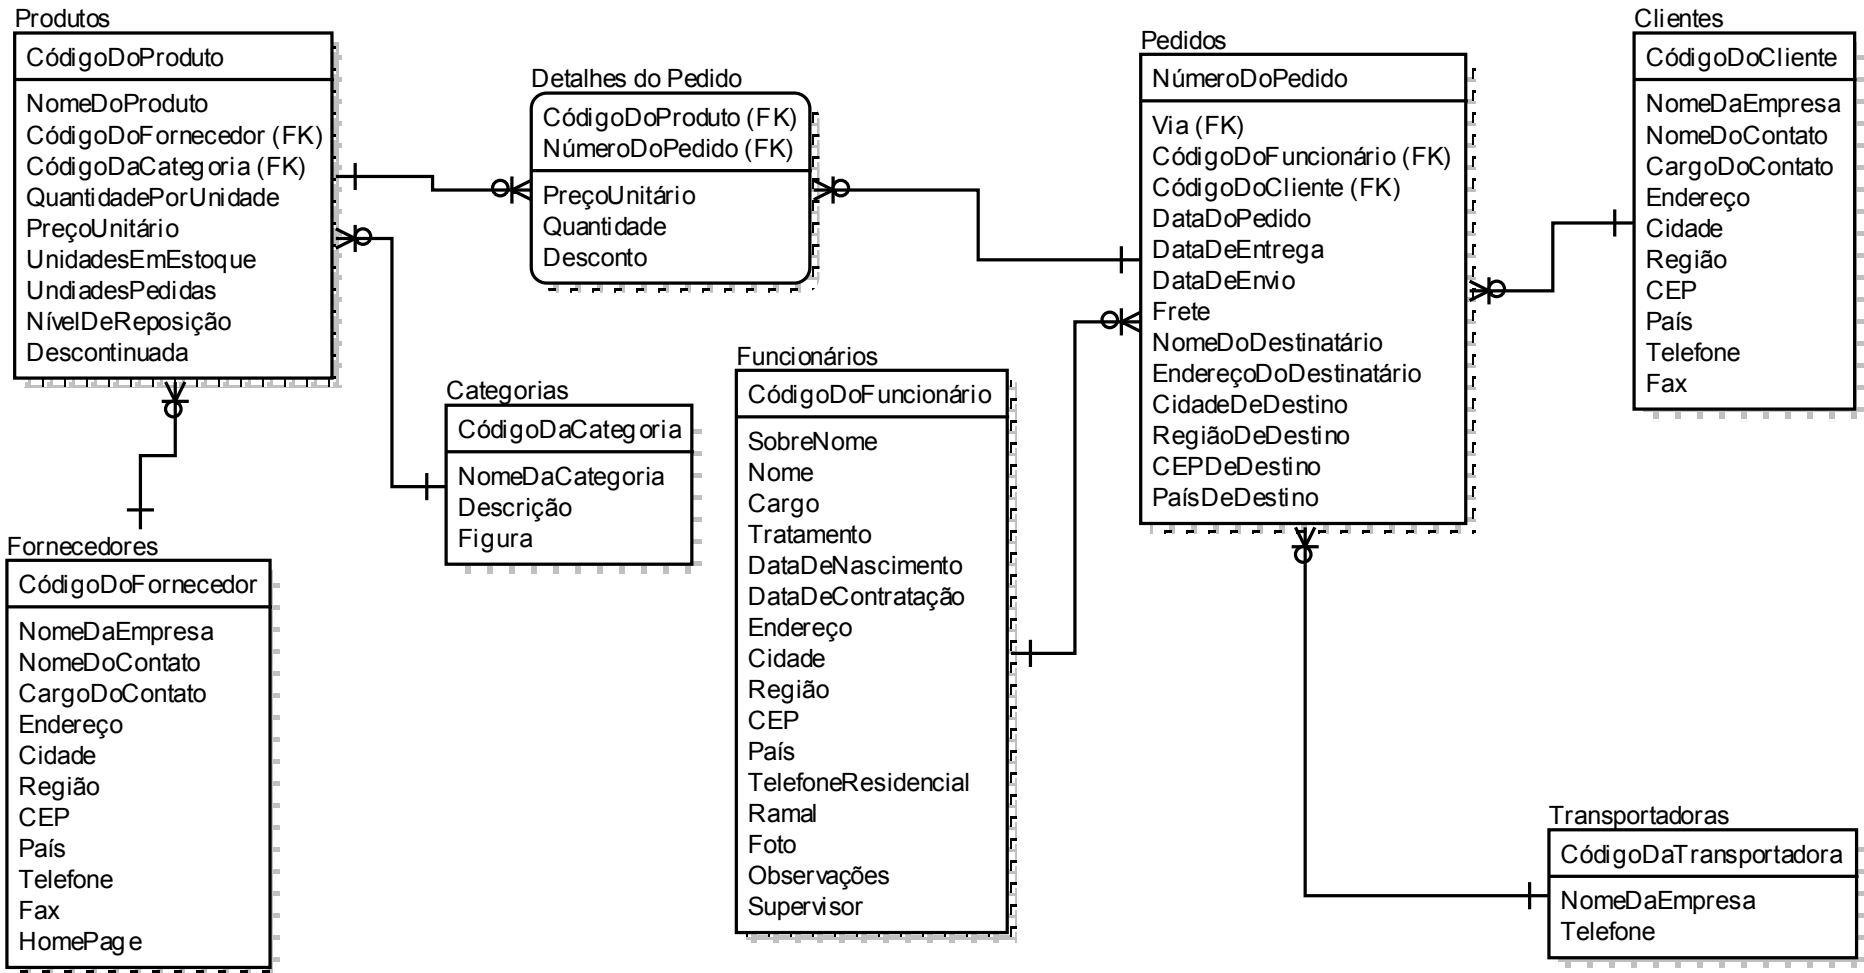 Produtos
CódigoDoProduto
NomeDoProduto
CódigoDoFornecedor (FK)
CódigoDaCategoria (FK)
QuantidadePorUnidade
PreçoUnitário
UnidadesEmEstoque
UndiadesPedidas
NívelDeReposição
Descontinuada
Detalhes do Pedido
CódigoDoProduto (FK)
NúmeroDoPedido (FK)
PreçoUnitário
Quantidade
Desconto
Pedidos
NúmeroDoPedido
Via (FK)
CódigoDoFuncionário (FK)
CódigoDoCliente (FK)
DataDoPedido
DataDeEntrega
DataDeEnvio
Frete
NomeDoDestinatário
EndereçoDoDestinatário
CidadeDeDestino
RegiãoDeDestino
CEPDeDestino
PaísDeDestino
Clientes
CódigoDoCliente
NomeDaEmpresa
NomeDoContato
CargoDoContato
Endereço
Cidade
Região
CEP
País
Telefone
Fax
Fornecedores
CódigoDoFornecedor
NomeDaEmpresa
NomeDoContato
CargoDoContato
Endereço
Cidade
Região
CEP
País
Telefone
Fax
HomePage
Categorias
CódigoDaCategoria
NomeDaCategoria
Descrição
Figura
Funcionários
CódigoDoFuncionário
SobreNome
Nome
Cargo
Tratamento
DataDeNascimento
DataDeContratação
Endereço
Cidade
Região
CEP
País
TelefoneResidencial
Ramal
Foto
Observações
Supervisor
Transportadoras
CódigoDaTransportadora
NomeDaEmpresa
Telefone